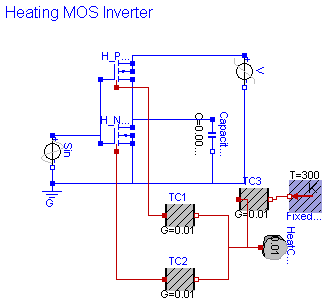 Heating MOS Inverter
H_P...
H_N...
V
Sin
C=0.00...
Capacit...
G
TC1
G=0.01
TC2
G=0.01
TC3
G=0.01
T=300
K
Fixed...
HeatC...
0.01